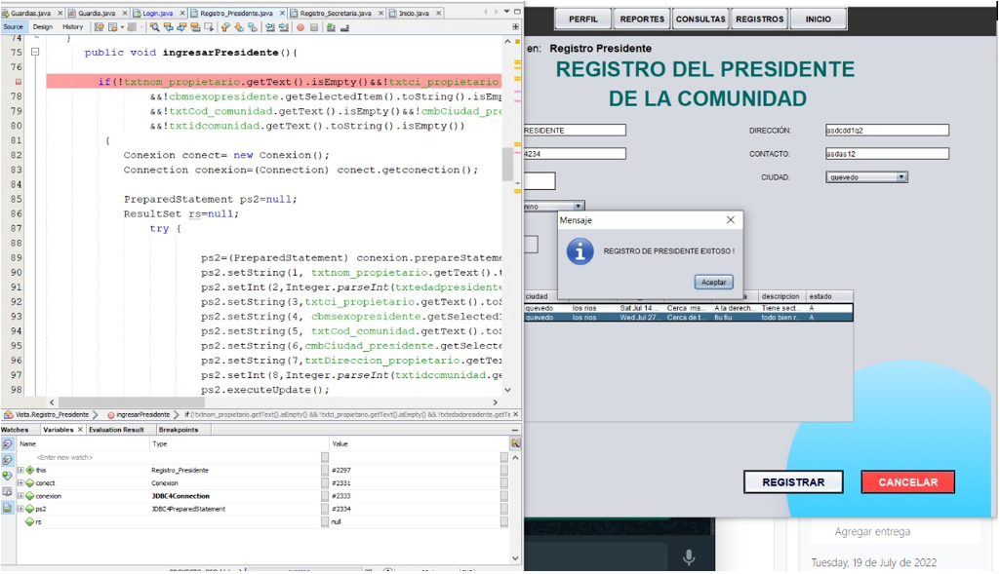 Guardias.java Guardia.java Login.java Registro_Presidente.java Registro_Secretaria.java Inicio.java
Source Design History
74 }
75 public void ingresarPresidente(){
76
if(!txtnom_propietario.getText().isEmpty()&&!txtci_propietario.
78 &&!cbmsexopresidente.getSelectedItem().toString().isEmp
79 &&!txtCod_comunidad.getText().isEmpty()&&!cmbCiudad_pre
80 &&!txtidcomunidad.getText().toString().isEmpty())
81 {
82 Conexion conect= new Conexion();
83 Connection conexion=(Connection) conect.getconection();
84
85 PreparedStatement ps2=null;
86 ResultSet rs=null;
87 try {
88
89 ps2=(PreparedStatement) conexion.prepareStateme
90 ps2.setString(1, txtnom_propietario.getText().t
91 ps2.setInt(2,Integer.parseInt(txtedadpresidente
92 ps2.setString(3,txtci_propietario.getText().toS
93 ps2.setString(4, cbmsexopresidente.getSelectedI
94 ps2.setString(5, txtCod_comunidad.getText().toS
95 ps2.setString(6,cmbCiudad_presidente.getSelecte
96 ps2.setString(7,txtDireccion_propietario.getTex
97 ps2.setInt(8,Integer.parseInt(txtidcomunidad.ge
98 ps2.executeUpdate();
Vista.Registro_Presidente ingresarPresidente if (!txtnom_propietario.getText().isEmpty() && !txtci_propietario.getText().isEmpty() && !txtedadpresidente.getTe
Watches Variables Evaluation Result Breakpoints
Name Type Value
<Enter new watch>
this Registro_Presidente #2297
conect Conexion #2331
conexion JDBC4Connection #2333
ps2 JDBC4PreparedStatement #2334
rs null
PERFIL REPORTES CONSULTAS REGISTROS INICIO
en: Registro Presidente
REGISTRO DEL PRESIDENTE
DE LA COMUNIDAD
RESIDENTE DIRECCIÓN: asdcdd1q2
4234 CONTACTO: asdas12
CIUDAD: quevedo
nino
Mensaje
REGISTRO DE PRESIDENTE EXITOSO !
Aceptar
ciudad descripcion estado
quevedo los rios Sat Jul 14 ... Cerca ms... A la derech... Tiene sect... A
quevedo los rios Wed Jul 27... Cerca de t... fiu fiu todo bien r... A
REGISTRAR CANCELAR
Agregar entrega
Tuesday, 19 de July de 2022